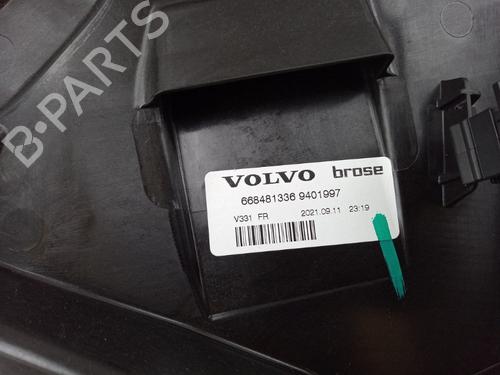 B-PARTS
VOLVO brose
668481336 9401997
V331 FR 2021.09.11 23:19